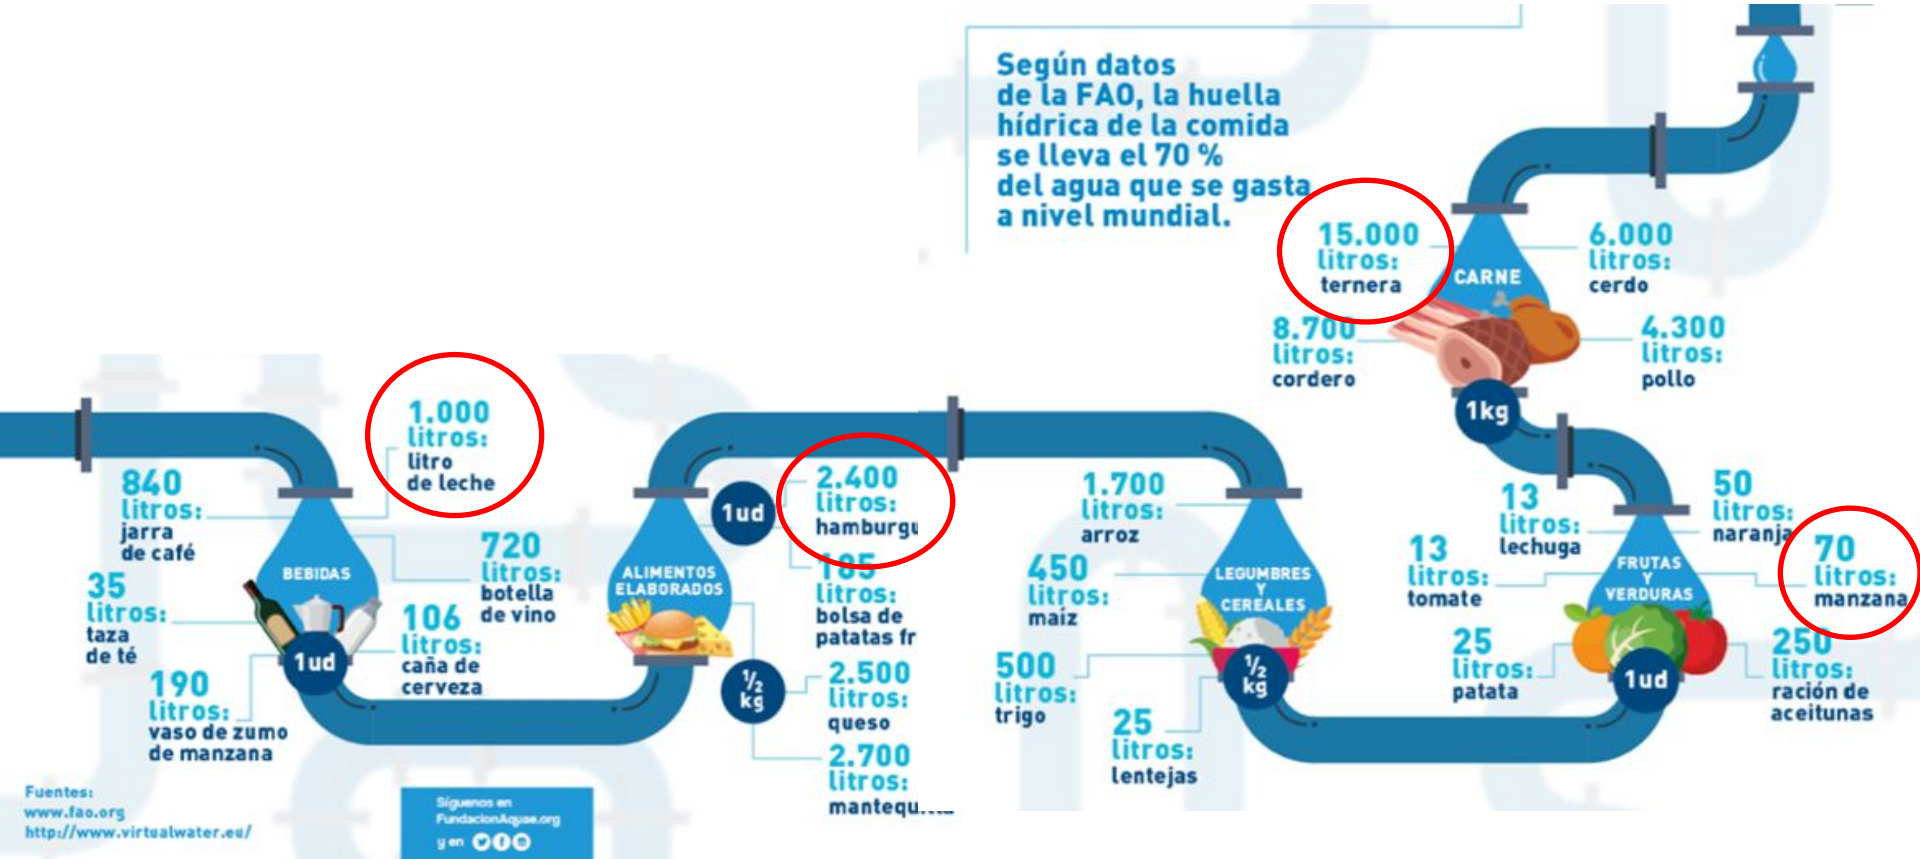 Según datos
de la FAO, la huella
hídrica de la comida
se lleva el 70 %
del agua que se gasta
a nivel mundial.
15.000
litros:
ternera
CARNE
6.000
litros:
cerdo
8.700
litros:
cordero
4.300
litros:
pollo
1kg
1.000
litros:
litro
de leche
840
litros:
jarra
de café
BEBIDAS
720
litros:
botella
de vino
35
litros:
taza
de té
106
litros:
caña de
cerveza
1ud
190
litros:
vaso de zumo
de manzana
1ud
2.400
litros:
hamburgu
ALIMENTOS
ELABORADOS
185
litros:
bolsa de
patatas fr
½
kg
2.500
litros:
queso
2.700
litros:
1.700
litros:
arroz
450
litros:
maíz
LEGUMBRES
Y
CEREALES
500
litros:
trigo
½
kg
25
litros:
lentejas
13
litros:
lechuga
50
litros:
naranja
13
litros:
tomate
FRUTAS
Y
VERDURAS
70
litros:
manzana
25
litros:
patata
1ud
250
litros:
ración de
aceitunas
Fuentes:
www.fao.org
http://www.virtualwater.eu/
Síguenos en
FundacionAquae.org
y en